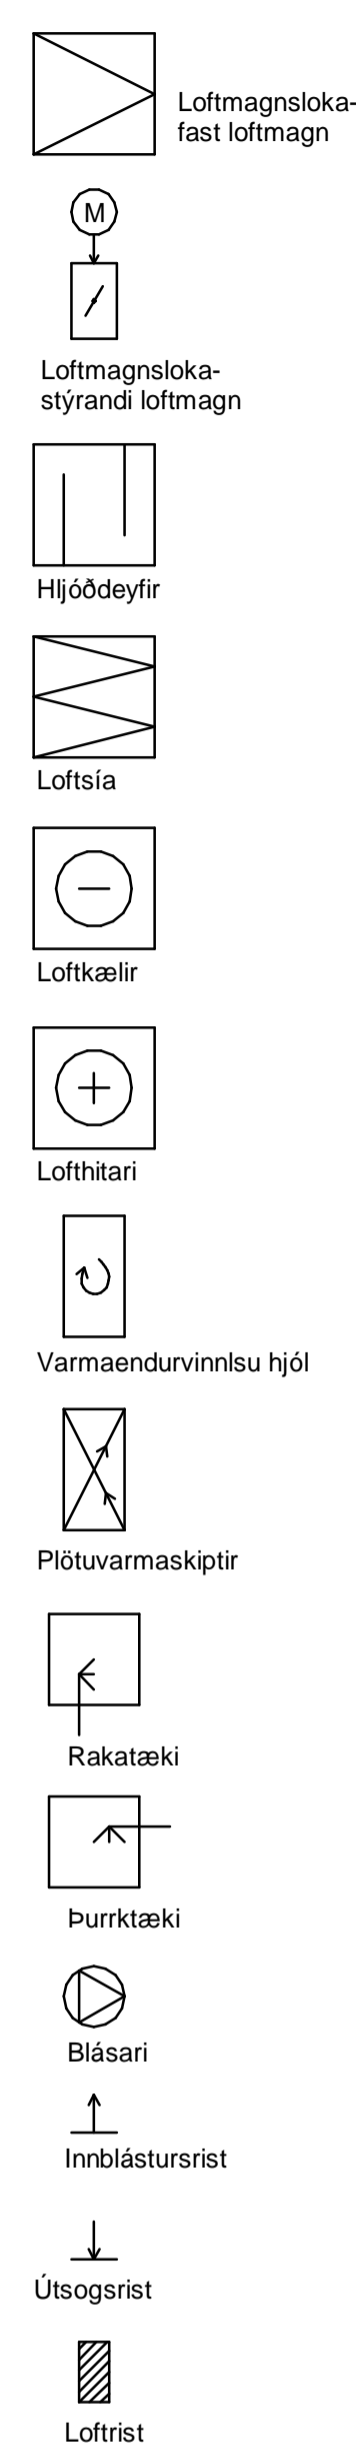 Loftmagnsloka-
fast loftmagn
M
Loftmagnsloka-
stýrandi loftmagn
Hljóðdeyfir
Loftsía
Loftkælir
Lofthitari
Varmaendurvinnlsu hjól
Plötuvarmaskiptir
Rakatæki
Þurrktæki
Blásari
Innblástursrist
Útsogsrist
Loftrist